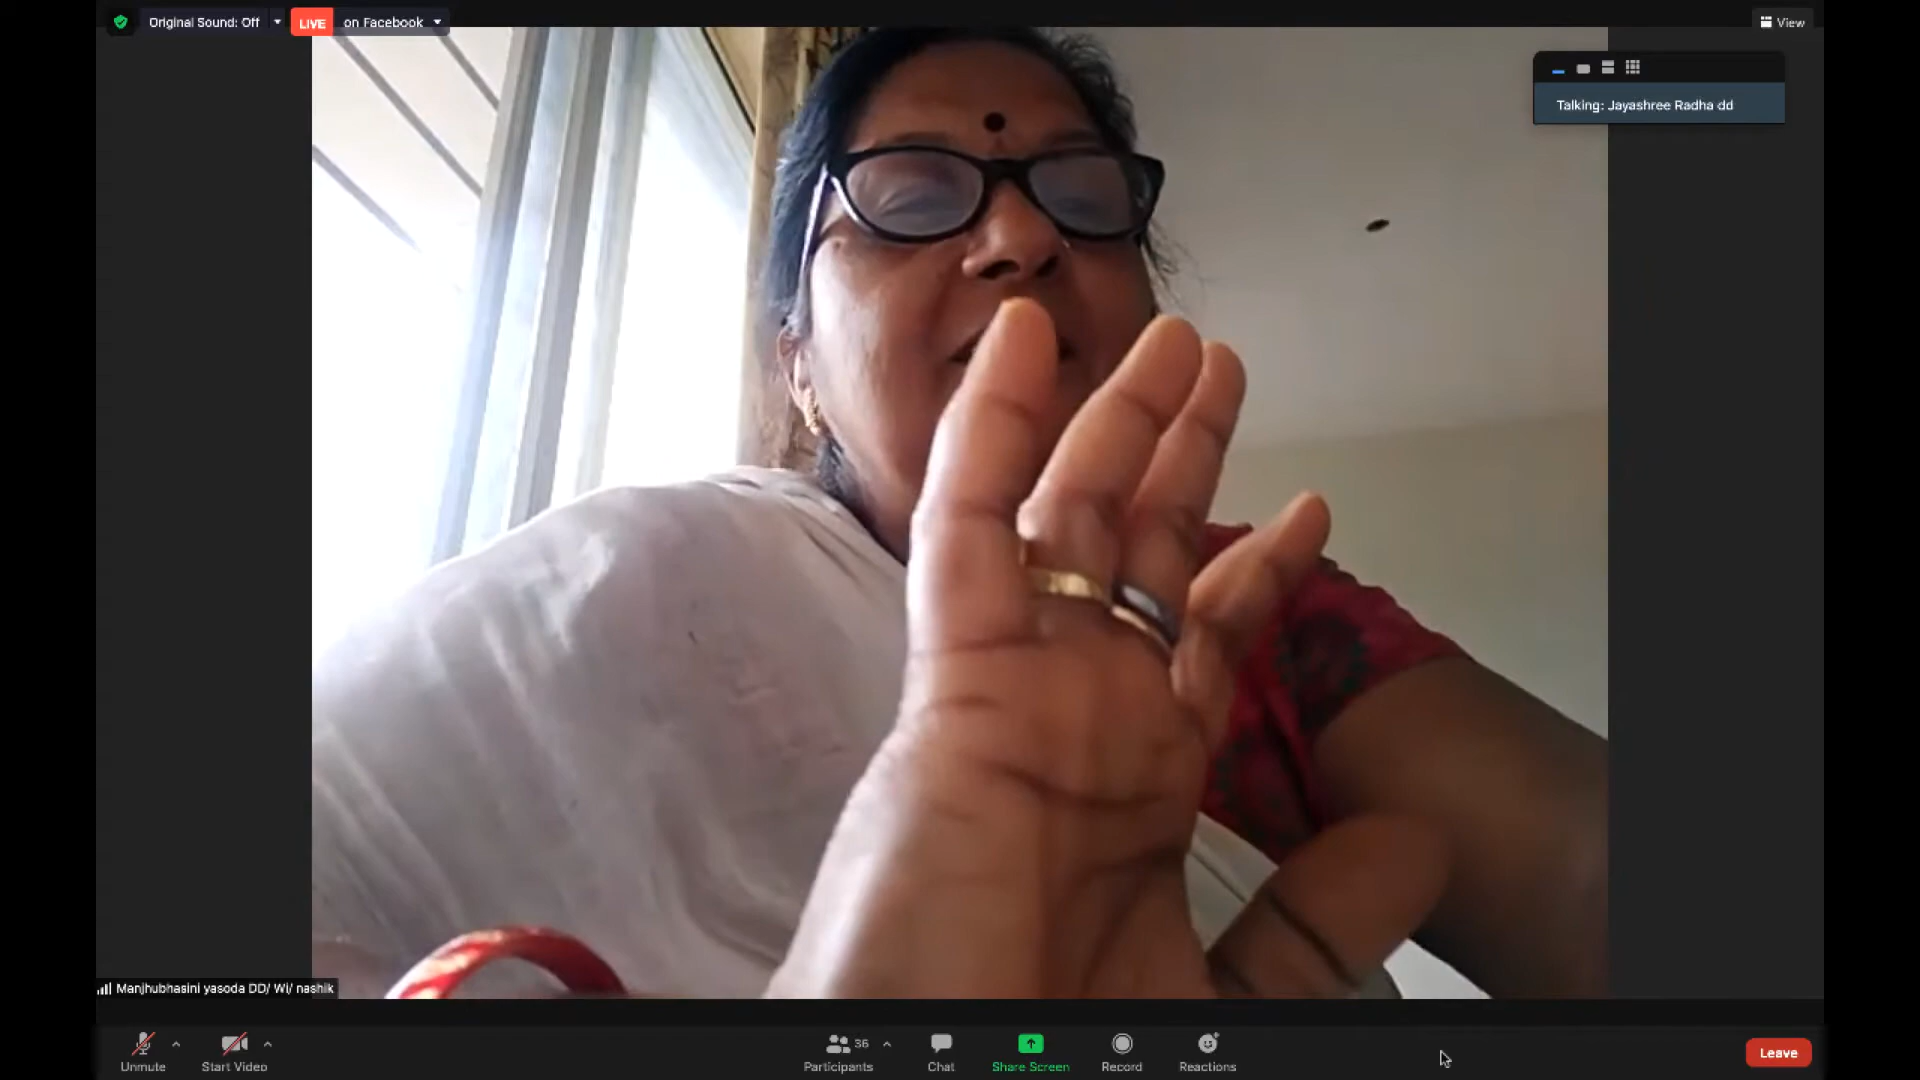 Original Sound: Off
LIVE on Facebook
View
Talking: Jayashree Radha dd
Manjhubhasini yasoda DD/ Wi/ nashik
Unmute
Start Video
36
Participants
Chat
Share Screen
Record
Reactions
Leave